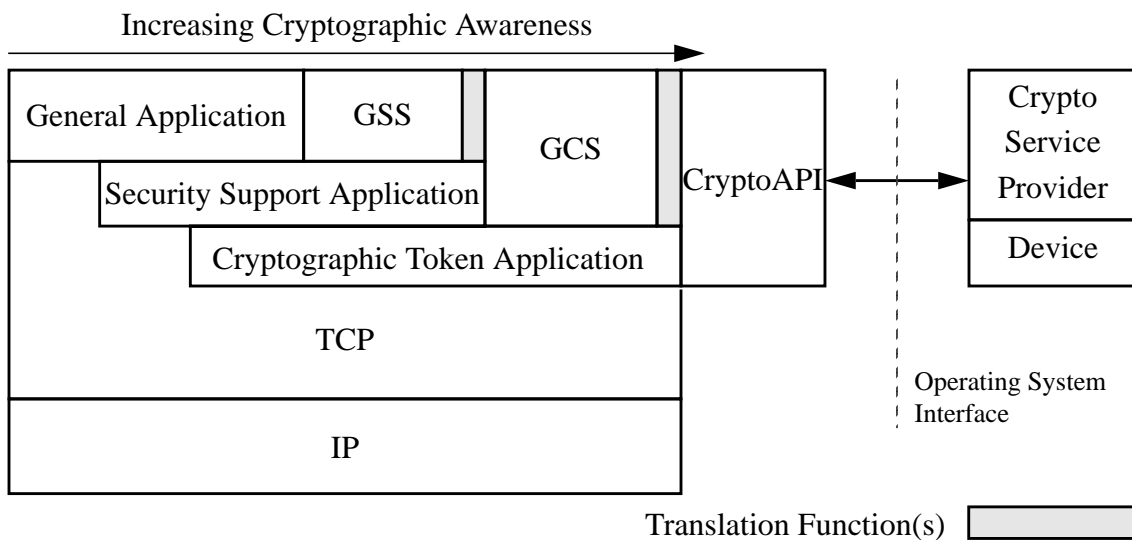 Increasing Cryptographic Awareness
General Application
GSS
GCS
CryptoAPI
Crypto
Service
Provider
Security Support Application
Device
Cryptographic Token Application
TCP
Operating System
Interface
IP
Translation Function(s)